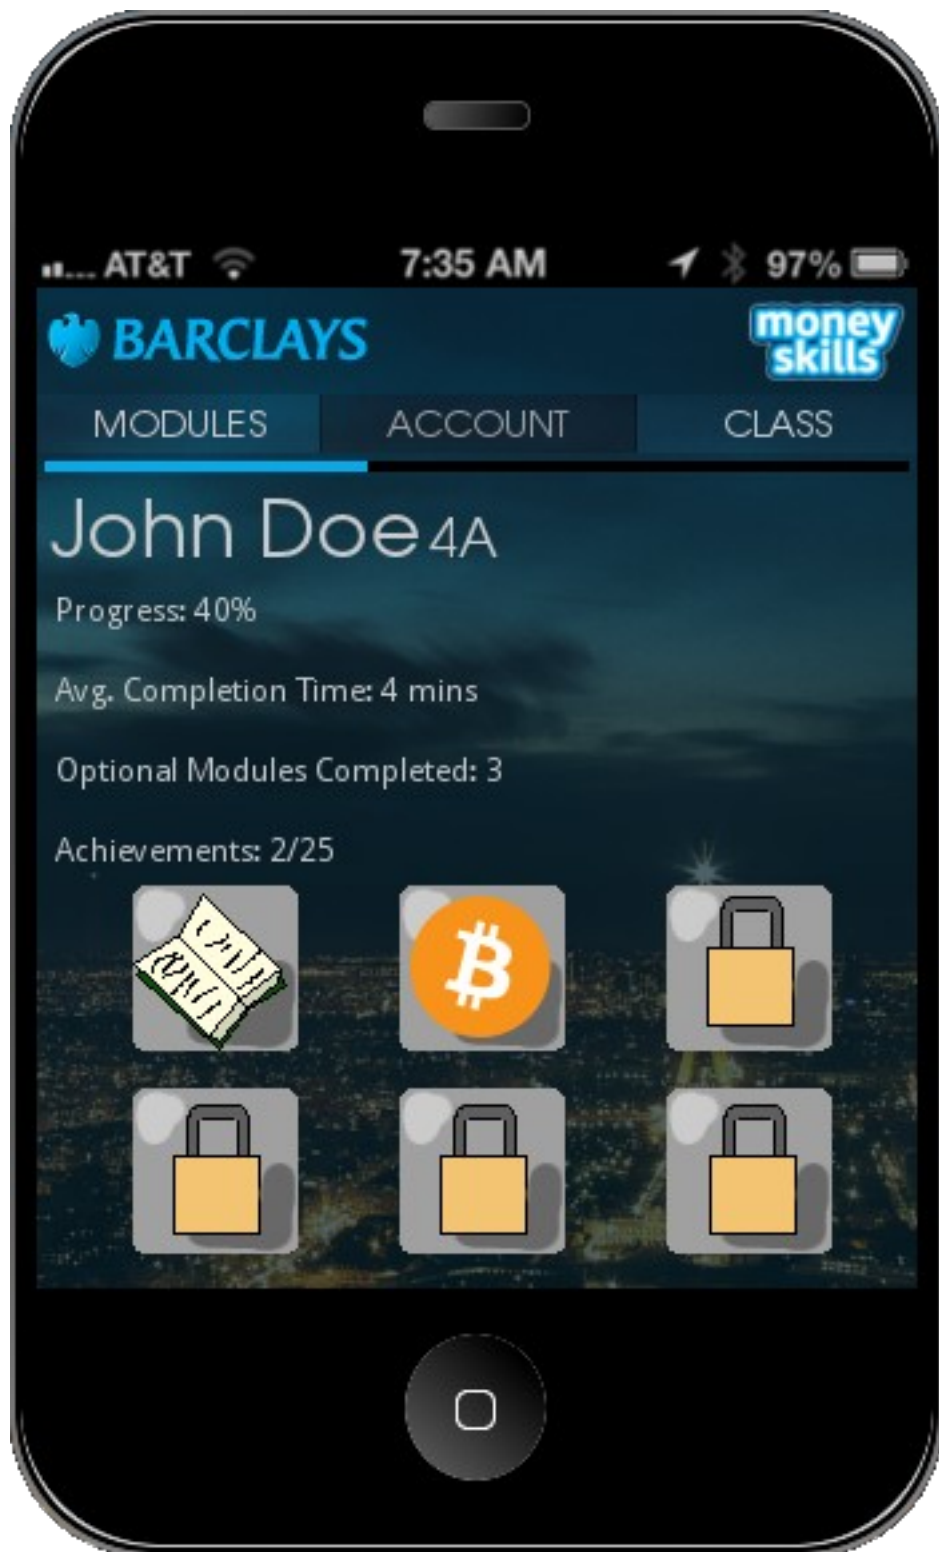 AT&T 7:35 AM 97%
BARCLAYS money skills
MODULES ACCOUNT CLASS
John Doe 4A
Progress: 40%
Avg. Completion Time: 4 mins
Optional Modules Completed: 3
Achievements: 2/25